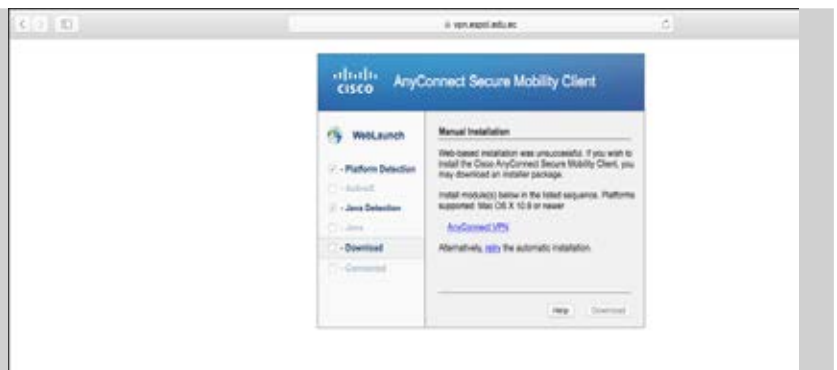 vpn.espol.edu.ec
CISCO
AnyConnect Secure Mobility Client
WebLaunch
- Platform Detection
- ActiveX
- Java Detection
- Java
- Download
- Connected
Manual Installation
Web-based installation was unsuccessful. If you wish to
install the Cisco AnyConnect Secure Mobility Client, you
may download an installer package.
Install module(s) below in the listed sequence. Platforms
supported: Mac OS X 10.9 or newer
AnyConnect VPN
Alternatively, retry the automatic installation.
Help
Download